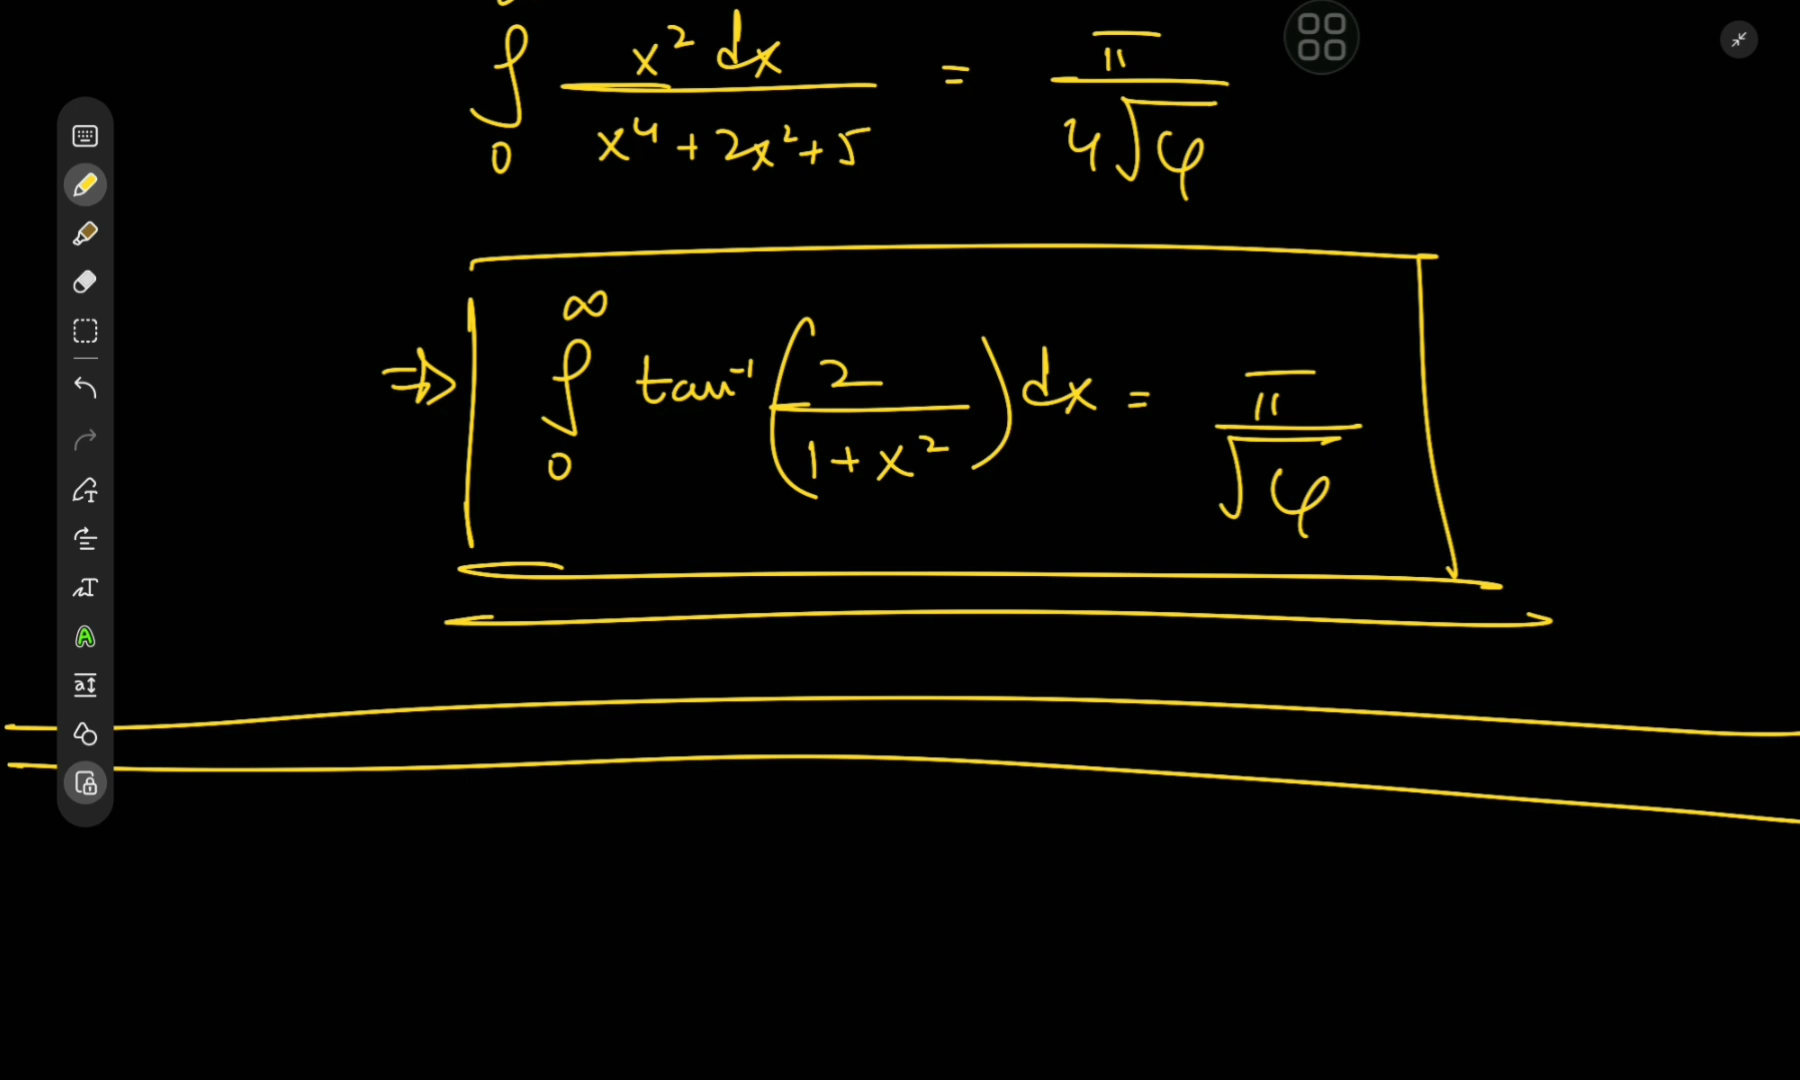 ∫₀ x² dx / (x⁴ + 2x² + 5) = π / (4√φ)
⇒ ∫₀^∞ tan⁻¹(2 / (1 + x²)) dx = π / √φ